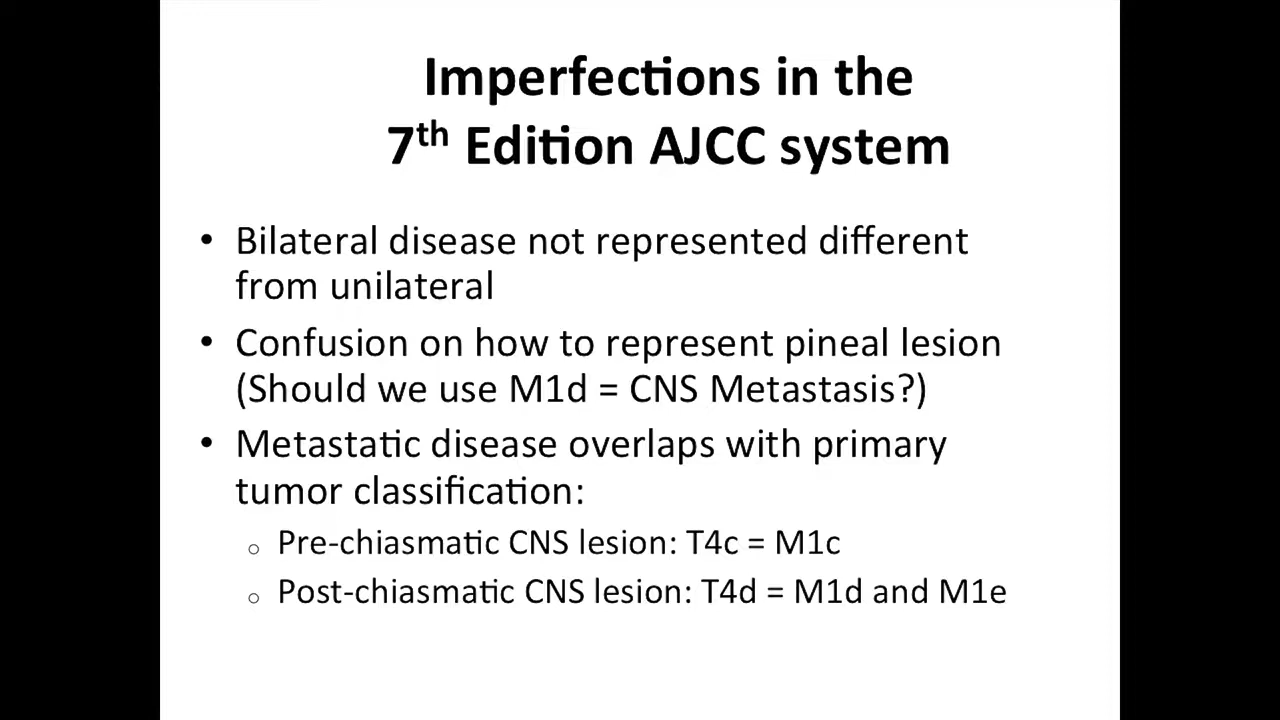 Imperfections in the
7th Edition AJCC system
• Bilateral disease not represented different
from unilateral
• Confusion on how to represent pineal lesion
(Should we use M1d = CNS Metastasis?)
• Metastatic disease overlaps with primary
tumor classification:
○ Pre-chiasmatic CNS lesion: T4c = M1c
○ Post-chiasmatic CNS lesion: T4d = M1d and M1e